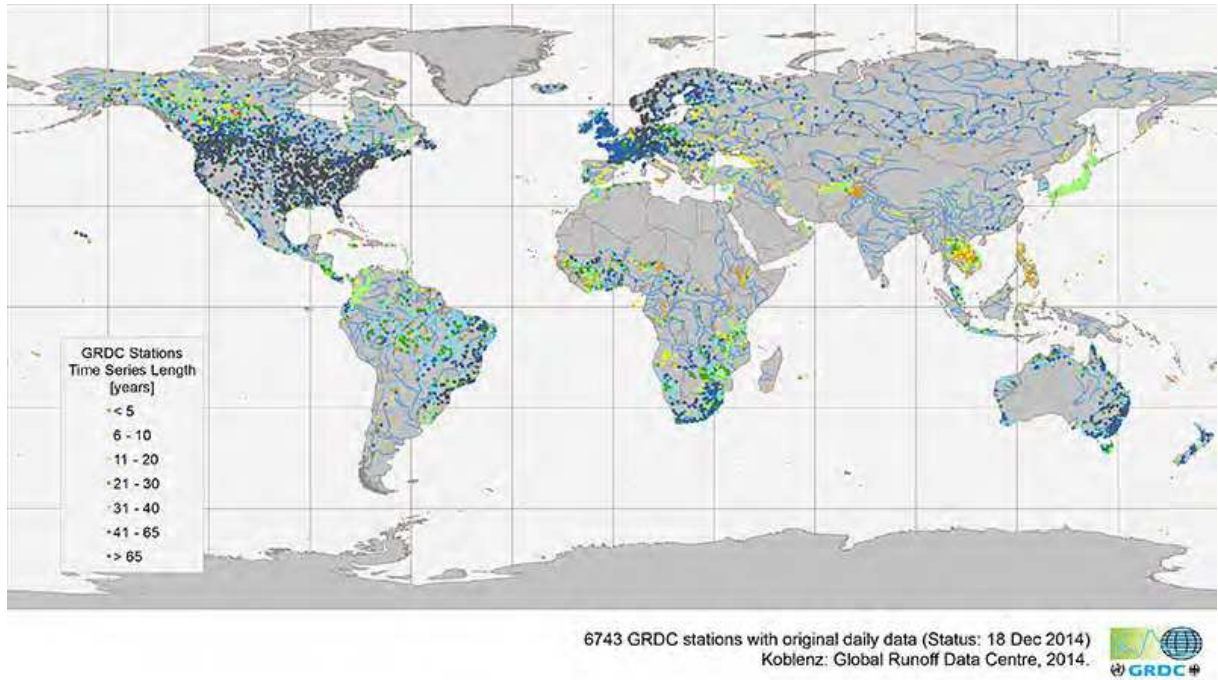 GRDC Stations
Time Series Length
[years]
< 5
6 - 10
11 - 20
21 - 30
31 - 40
41 - 65
> 65
6743 GRDC stations with original daily data (Status: 18 Dec 2014)
Koblenz: Global Runoff Data Centre, 2014.
GRDC